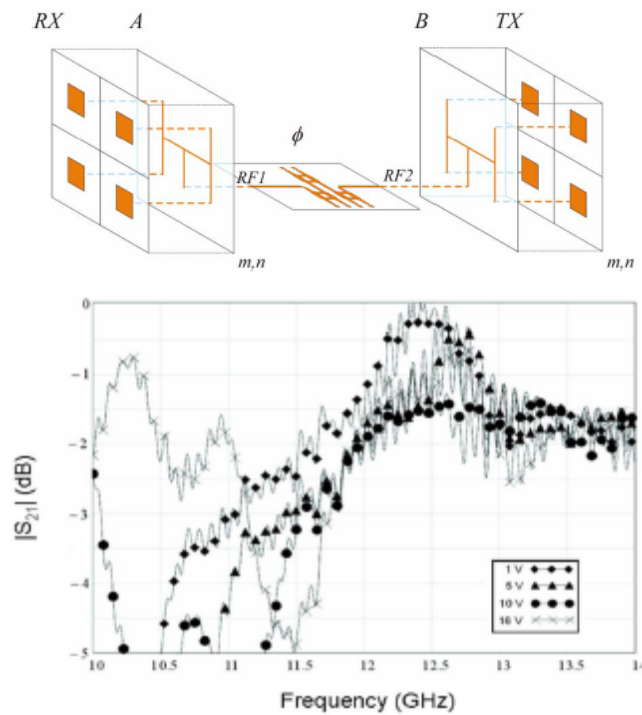 RX A B TX
ϕ
RF1 RF2
m,n m,n
0
-1
-2
-3
-4
-5
|S21| (dB)
1 V
5 V
10 V
16 V
10 10.5 11 11.5 12 12.5 13 13.5 14
Frequency (GHz)